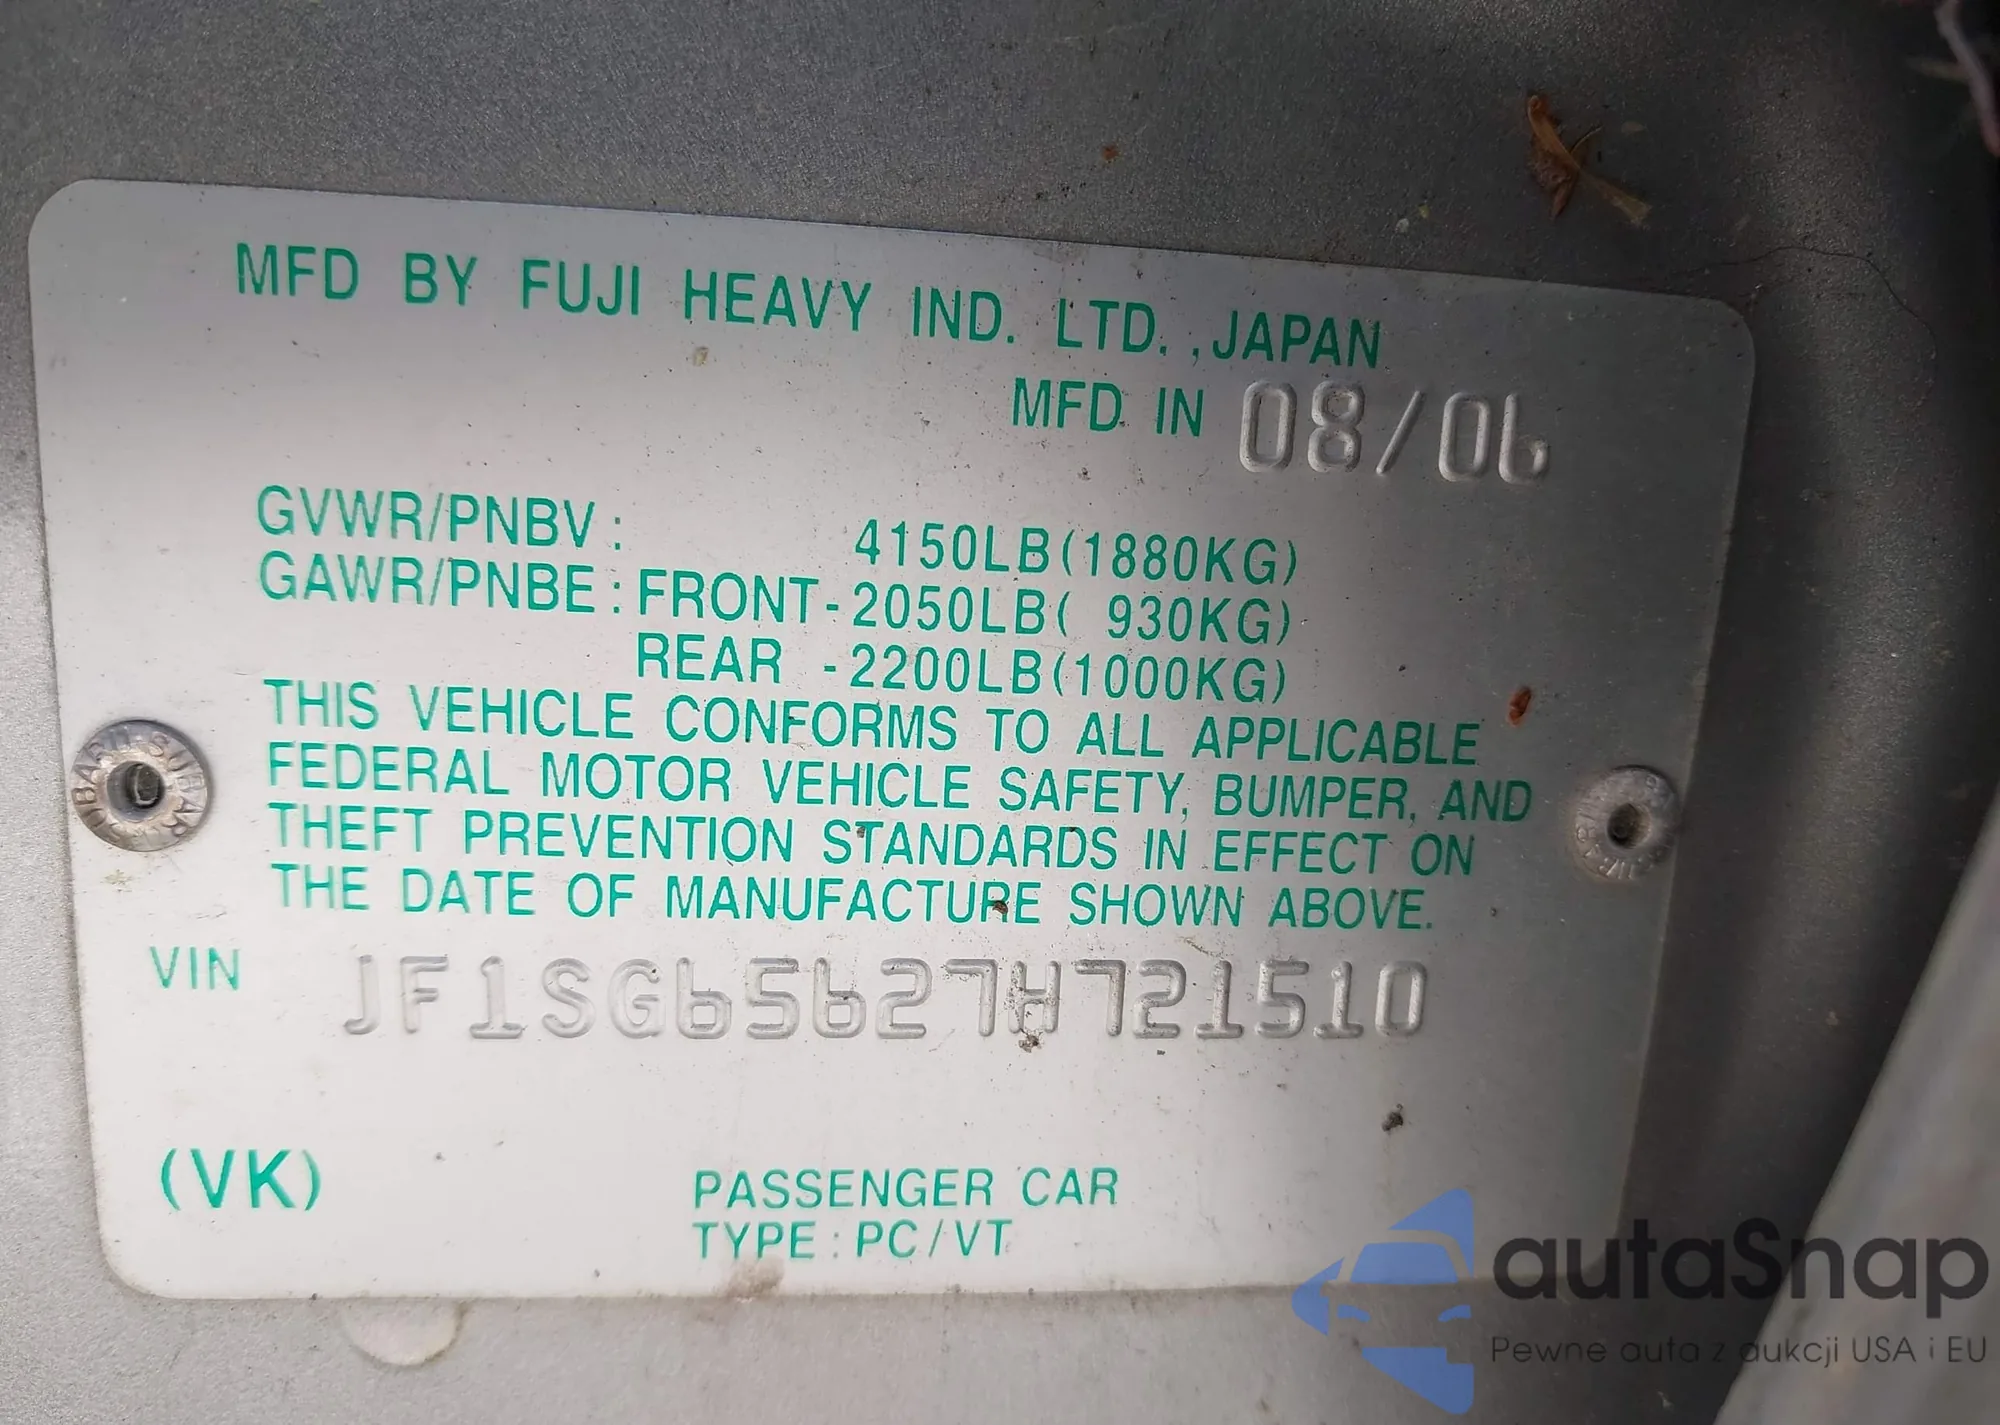 MFD BY FUJI HEAVY IND. LTD., JAPAN
MFD IN 08/06
GVWR/PNBV: 4150LB(1880KG)
GAWR/PNBE: FRONT-2050LB( 930KG)
REAR -2200LB(1000KG)
THIS VEHICLE CONFORMS TO ALL APPLICABLE
FEDERAL MOTOR VEHICLE SAFETY, BUMPER, AND
THEFT PREVENTION STANDARDS IN EFFECT ON
THE DATE OF MANUFACTURE SHOWN ABOVE.
VIN JF1SG65627H721510
(VK) PASSENGER CAR
TYPE: PC/VT
autaSnap
Pewne auta z aukcji USA i EU